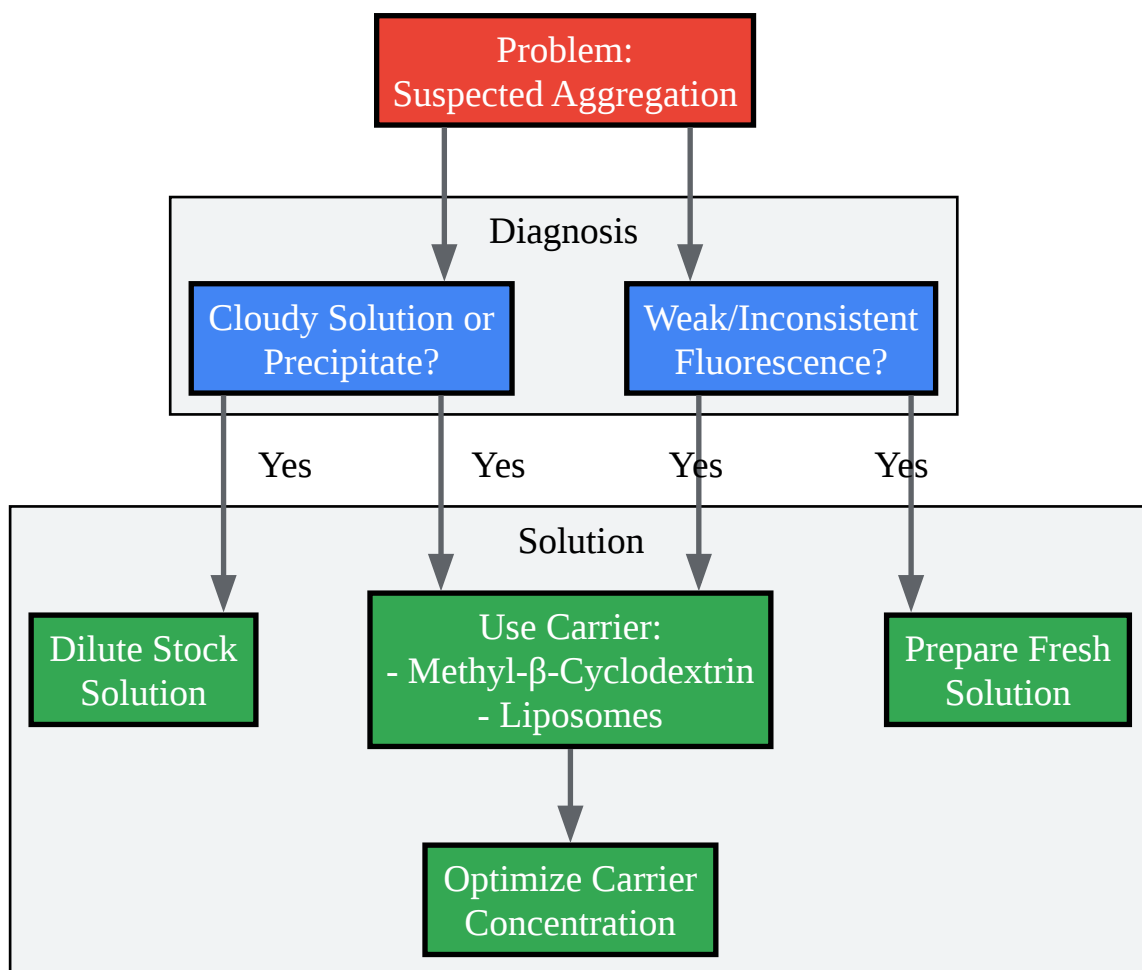 Problem:
Suspected Aggregation
Diagnosis
Cloudy Solution or
Precipitate?
Weak/Inconsistent
Fluorescence?
Yes
Yes
Yes
Yes
Solution
Dilute Stock
Solution
Use Carrier:
- Methyl-β-Cyclodextrin
- Liposomes
Prepare Fresh
Solution
Optimize Carrier
Concentration